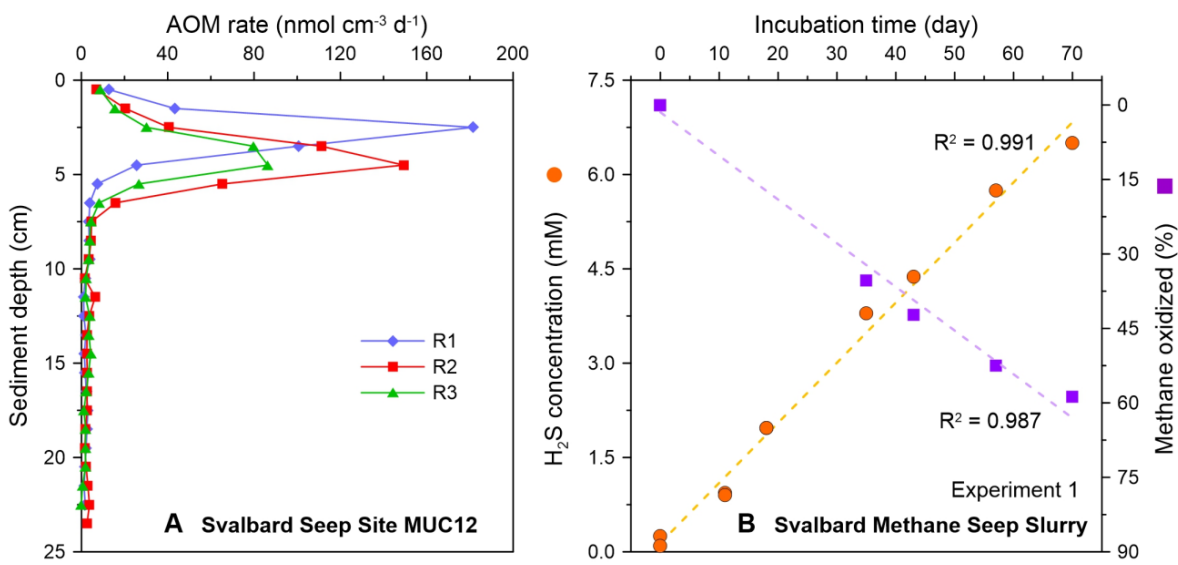 AOM rate (nmol cm⁻³ d⁻¹)
0 40 80 120 160 200
0
5
10
15
20
25
Sediment depth (cm)
R1
R2
R3
A Svalbard Seep Site MUC12
Incubation time (day)
0 10 20 30 40 50 60 70
7.5
6.0
4.5
3.0
1.5
0.0
H₂S concentration (mM)
R² = 0.991
R² = 0.987
Experiment 1
B Svalbard Methane Seep Slurry
0
15
30
45
60
75
90
Methane oxidized (%)